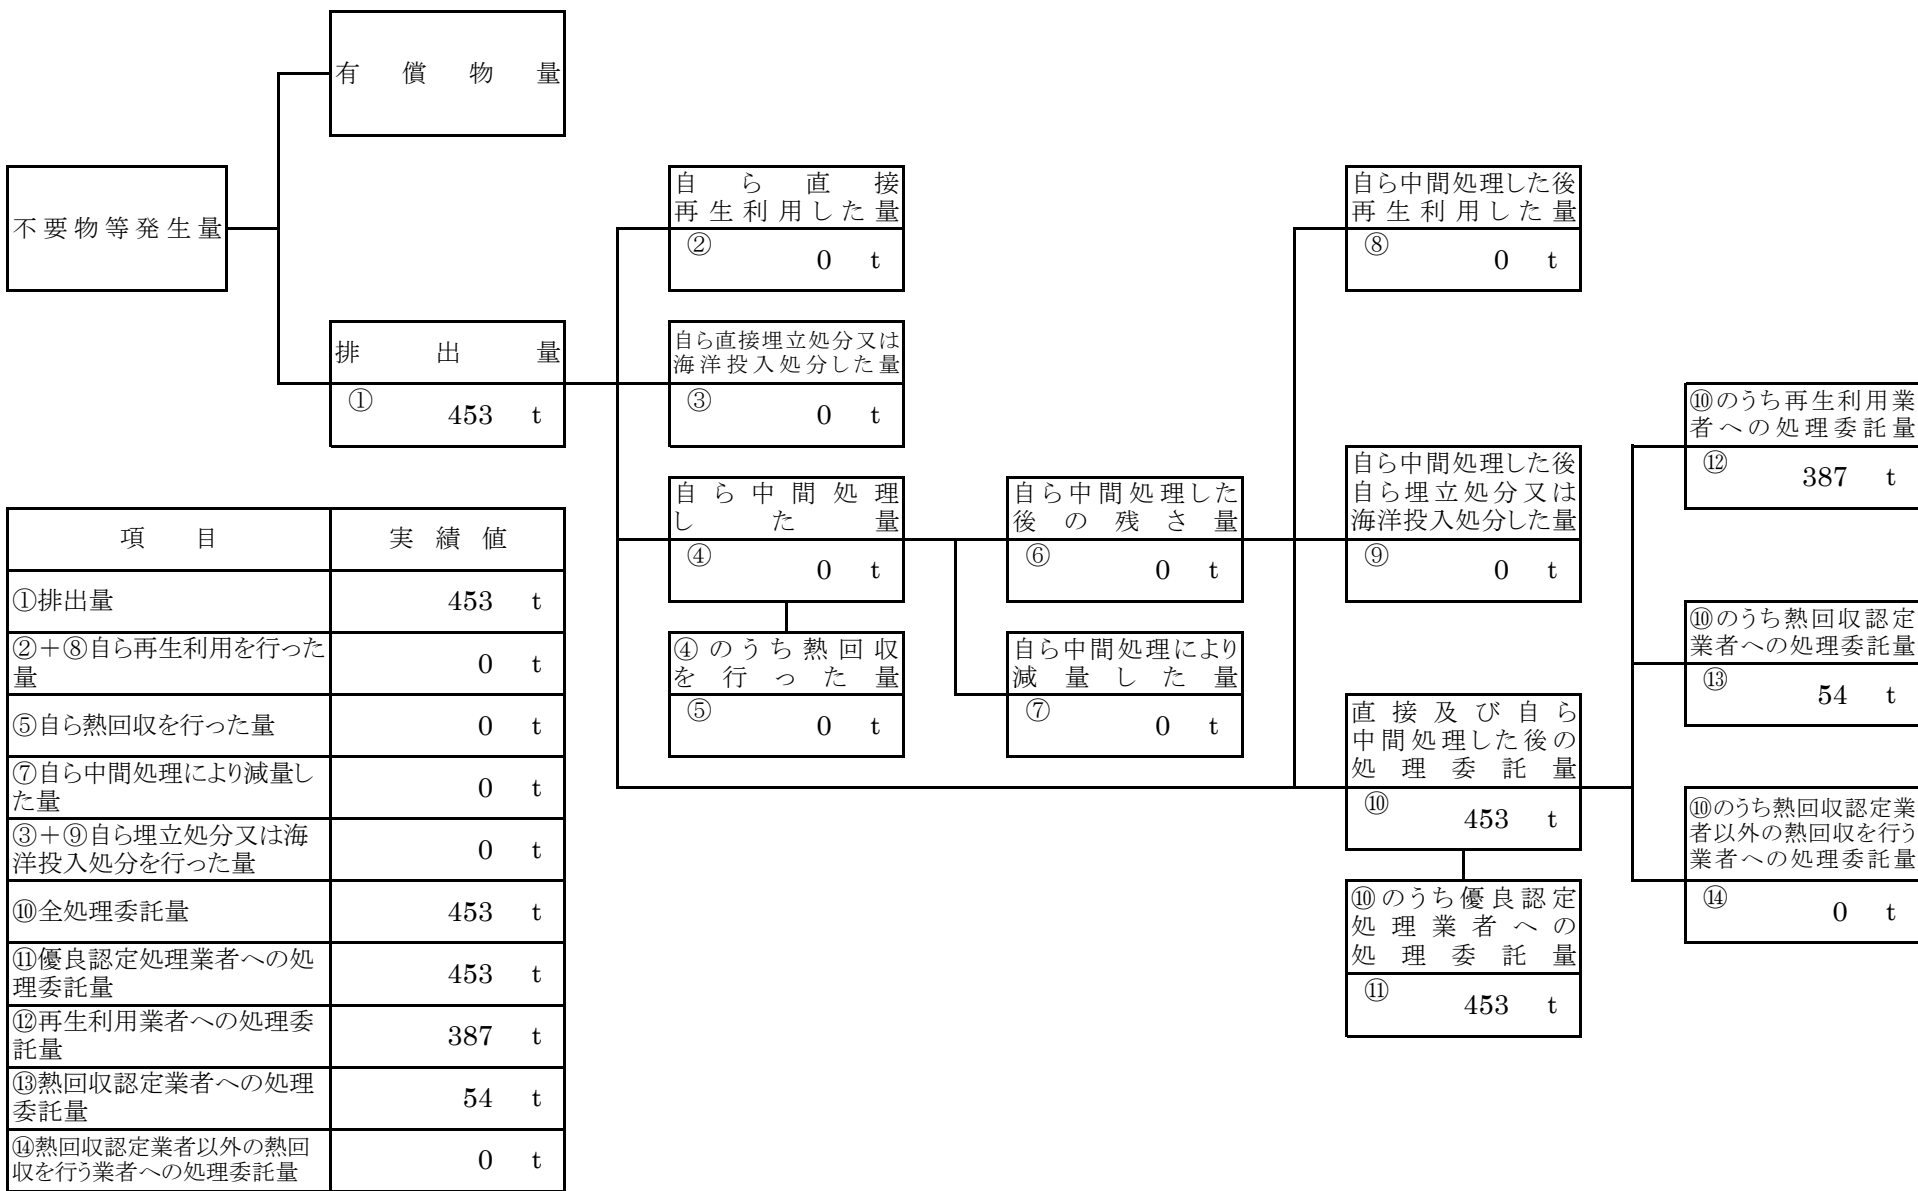 有償物量
不要物等発生量
排出量
①
453 t
自ら直接
再生利用した量
②
0 t
自ら直接埋立処分又は
海洋投入処分した量
③
0 t
自ら中間処理
した量
④
0 t
④のうち熱回収
を行った量
⑤
0 t
自ら中間処理した
後の残さ量
⑥
0 t
自ら中間処理により
減量した量
⑦
0 t
自ら中間処理した後
再生利用した量
⑧
0 t
自ら中間処理した後
自ら埋立処分又は
海洋投入処分した量
⑨
0 t
直接及び自ら
中間処理した後の
処理委託量
⑩
453 t
⑩のうち優良認定
処理業者への
処理委託量
⑪
453 t
⑩のうち再生利用業
者への処理委託量
⑫
387 t
⑩のうち熱回収認定
業者への処理委託量
⑬
54 t
⑩のうち熱回収認定業
者以外の熱回収を行う
業者への処理委託量
⑭
0 t
項目 実績値
①排出量 453 t
②+⑧自ら再生利用を行った
量 0 t
⑤自ら熱回収を行った量 0 t
⑦自ら中間処理により減量し
た量 0 t
③+⑨自ら埋立処分又は海
洋投入処分を行った量 0 t
⑩全処理委託量 453 t
⑪優良認定処理業者への処
理委託量 453 t
⑫再生利用業者への処理委
託量 387 t
⑬熱回収認定業者への処理
委託量 54 t
⑭熱回収認定業者以外の熱回
収を行う業者への処理委託量 0 t